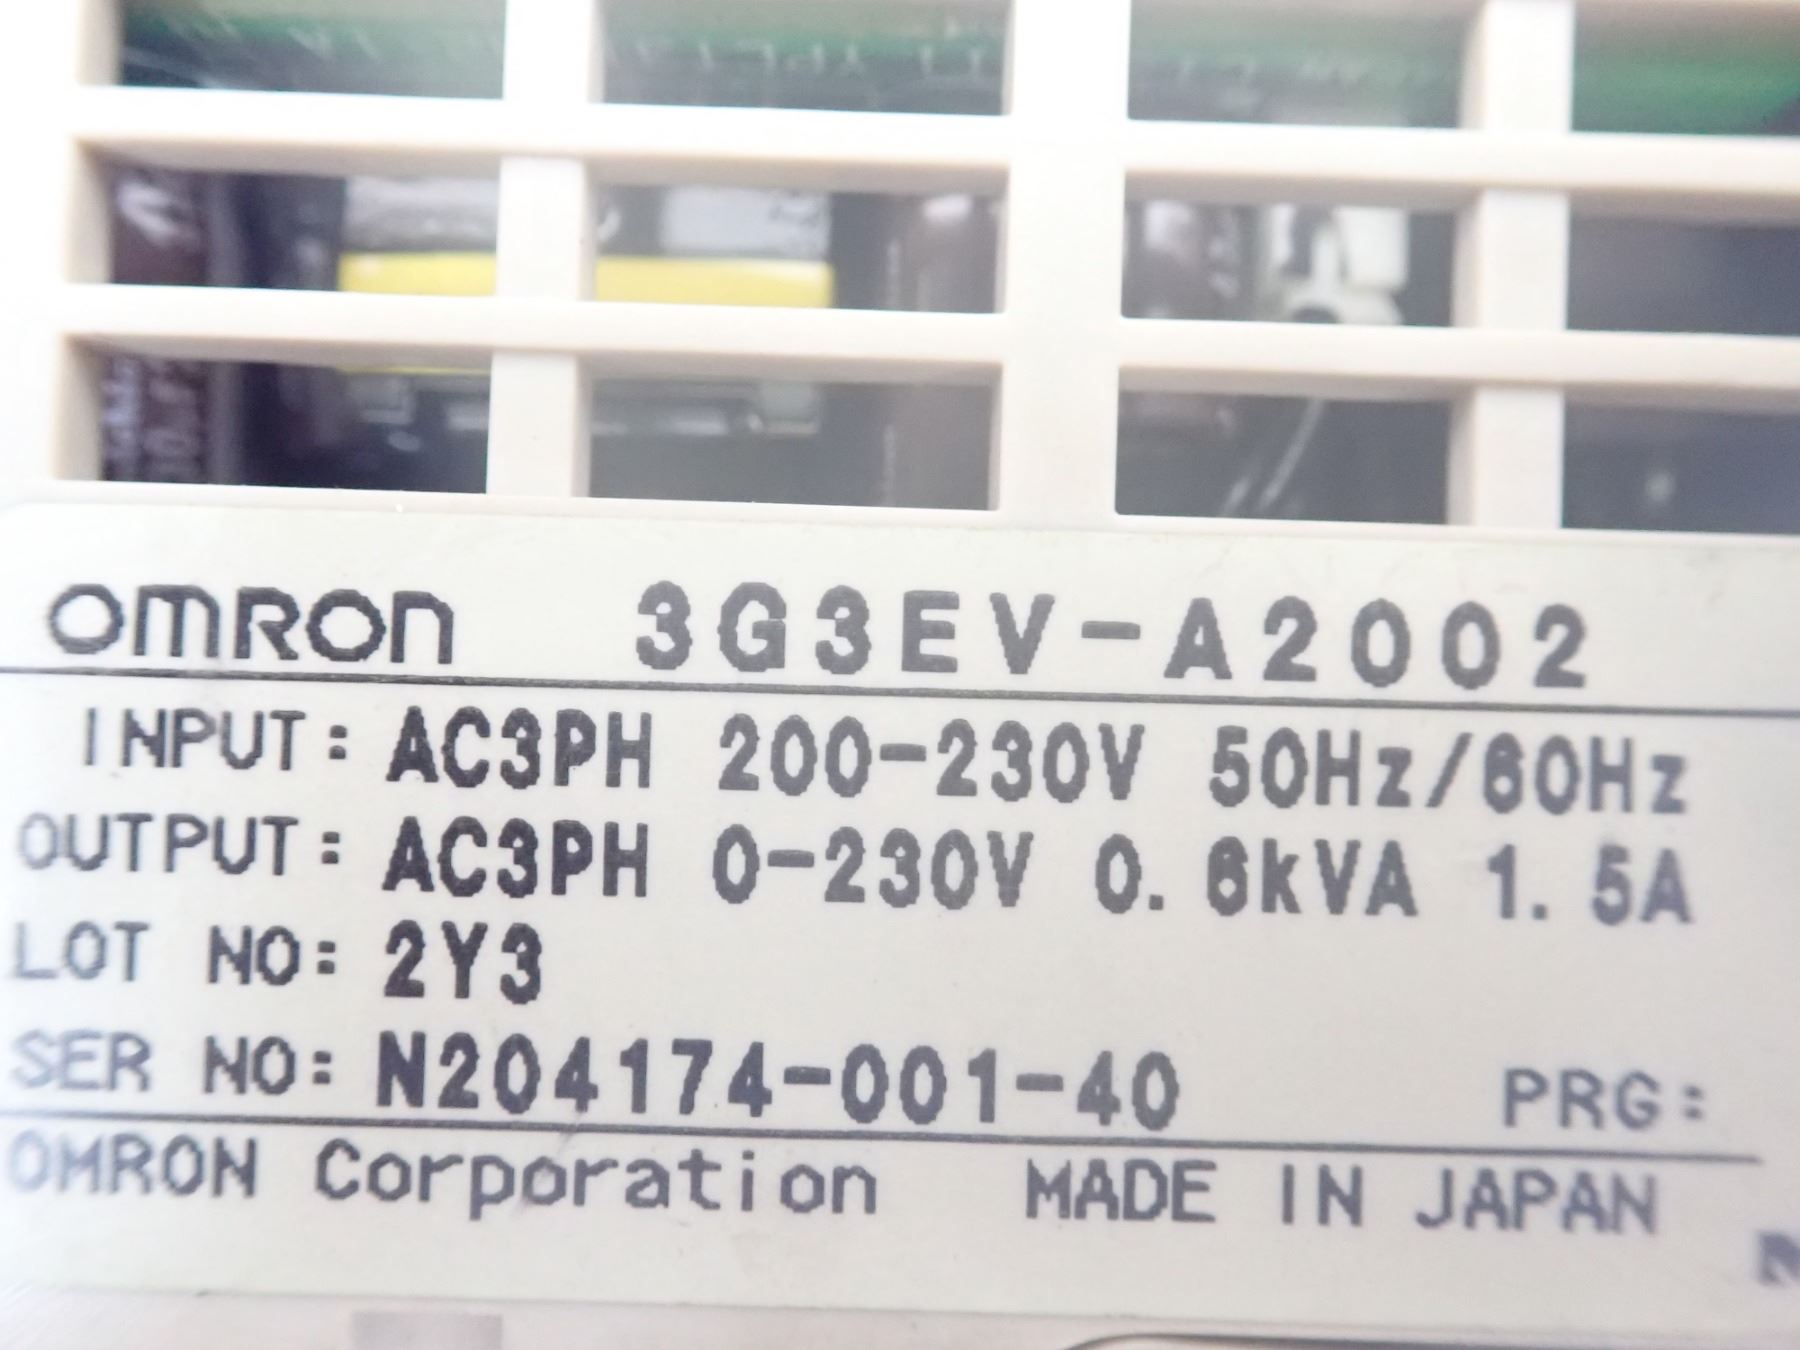 OMRON 3G3EV-A2002
INPUT: AC3PH 200-230V 50Hz/60Hz
OUTPUT: AC3PH 0-230V 0.6kVA 1.5A
LOT NO: 2Y3
SER NO: N204174-001-40 PRG:
OMRON Corporation MADE IN JAPAN